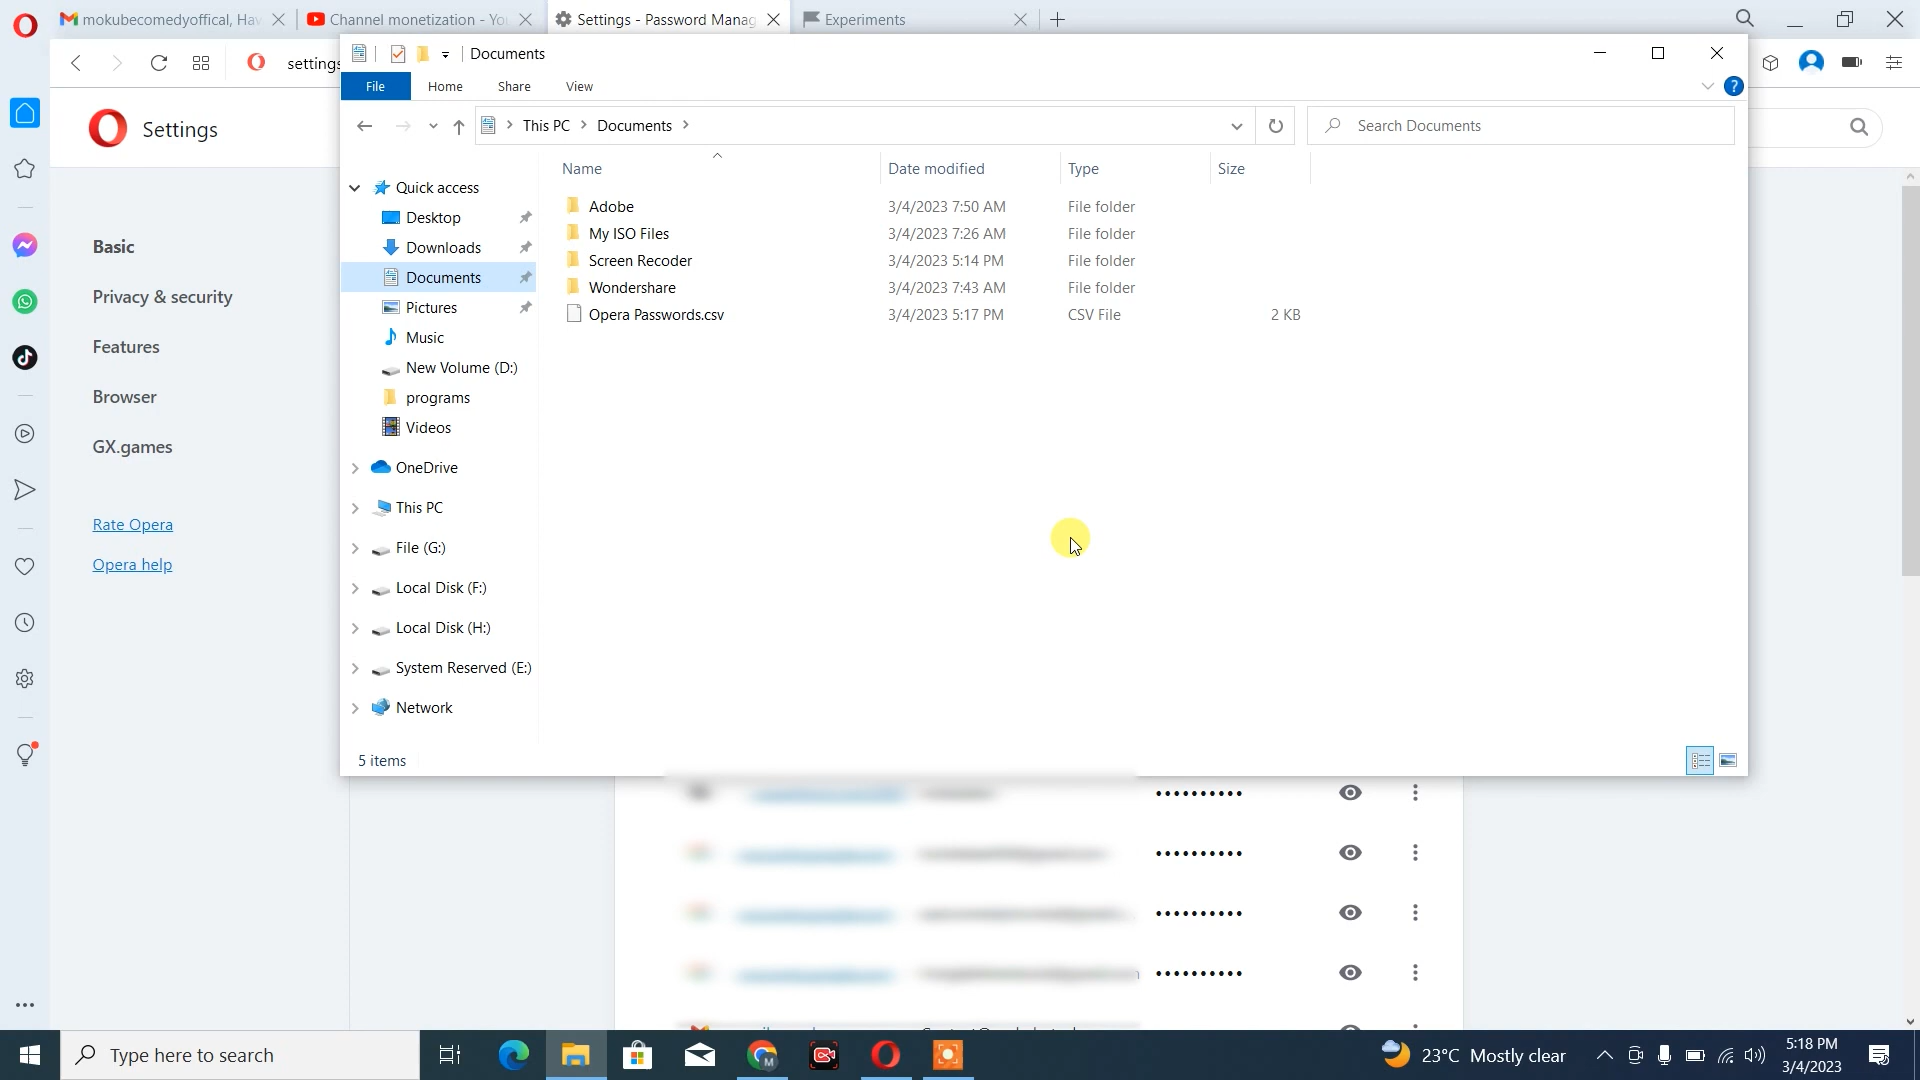 mokubecomedyoffical, Hav
Channel monetization - Yo
Settings - Password Manag
Experiments
settings
Documents
File
Home
Share
View
This PC
Documents
Search Documents
Settings
Name
Date modified
Type
Size
Quick access
Desktop
Downloads
Documents
Pictures
Music
New Volume (D:)
programs
Videos
OneDrive
This PC
File (G:)
Local Disk (F:)
Local Disk (H:)
System Reserved (E:)
Network
Adobe 3/4/2023 7:50 AM File folder
My ISO Files 3/4/2023 7:26 AM File folder
Screen Recoder 3/4/2023 5:14 PM File folder
Wondershare 3/4/2023 7:43 AM File folder
Opera Passwords.csv 3/4/2023 5:17 PM CSV File 2 KB
5 items
Basic
Privacy & security
Features
Browser
GX.games
Rate Opera
Opera help
Type here to search
23°C Mostly clear
5:18 PM
3/4/2023